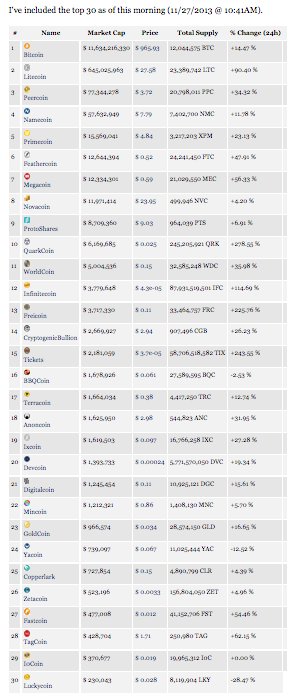 I've included the top 30 as of this morning (11/27/2013 @ 10:41AM).
# Name Market Cap Price Total Supply % Change (24h)
1 Bitcoin $ 11,634,216,330 $ 965.93 12,044,575 BTC +14.47 %
2 Litecoin $ 645,025,963 $ 27.58 23,389,742 LTC +90.40 %
3 Peercoin $ 77,344,278 $ 3.72 20,798,011 PPC +34.32 %
4 Namecoin $ 57,632,949 $ 7.79 7,402,700 NMC +11.78 %
5 Primecoin $ 15,569,041 $ 4.84 3,217,203 XPM +23.13 %
6 Feathercoin $ 12,644,394 $ 0.52 24,241,450 FTC +47.91 %
7 Megacoin $ 12,334,301 $ 0.59 21,029,550 MEC +56.33 %
8 Novacoin $ 11,971,414 $ 23.95 499,946 NVC +4.20 %
9 ProtoShares $ 8,709,360 $ 9.03 964,039 PTS +6.91 %
10 QuarkCoin $ 6,169,685 $ 0.025 245,205,921 QRK +278.55 %
11 WorldCoin $ 5,004,536 $ 0.15 32,585,248 WDC +35.98 %
12 Infinitecoin $ 3,779,648 $ 4.3e-05 87,931,519,501 IFC +114.69 %
13 Freicoin $ 3,717,330 $ 0.11 33,464,757 FRC +225.76 %
14 CryptogenicBullion $ 2,669,927 $ 2.94 907,496 CGB +26.23 %
15 Tickets $ 2,181,059 $ 3.7e-05 58,706,518,582 TIX +243.55 %
16 BBQCoin $ 1,678,926 $ 0.061 27,589,595 BQC -2.53 %
17 Terracoin $ 1,664,034 $ 0.38 4,417,250 TRC +12.74 %
18 Anoncoin $ 1,625,950 $ 2.98 544,823 ANC +31.95 %
19 Ixcoin $ 1,619,503 $ 0.097 16,766,258 IXC +27.28 %
20 Devcoin $ 1,393,733 $ 0.00024 5,771,570,050 DVC +19.34 %
21 Digitalcoin $ 1,245,454 $ 0.11 10,925,121 DGC +15.61 %
22 Mincoin $ 1,212,321 $ 0.86 1,408,130 MNC +5.70 %
23 GoldCoin $ 966,574 $ 0.034 28,574,150 GLD +16.65 %
24 Yacoin $ 739,097 $ 0.067 11,025,444 YAC -12.52 %
25 Copperlark $ 727,854 $ 0.15 4,890,799 CLR +4.39 %
26 Zetacoin $ 523,196 $ 0.0033 156,804,050 ZET +4.96 %
27 Fastcoin $ 477,008 $ 0.012 41,152,706 FST +54.46 %
28 TagCoin $ 428,704 $ 1.71 250,980 TAG +62.15 %
29 I0Coin $ 370,677 $ 0.019 19,965,312 I0C +0.00 %
30 Luckycoin $ 230,043 $ 0.028 8,119,904 LKY -28.47 %